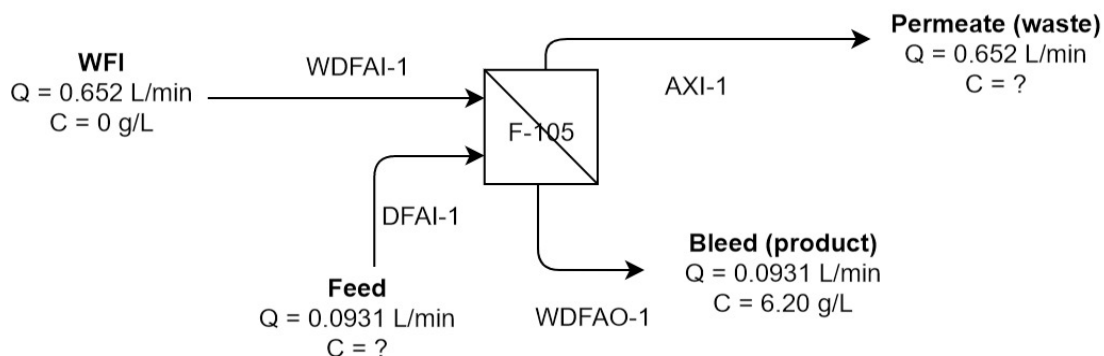 WFI
Q = 0.652 L/min
C = 0 g/L
WDFAI-1
F-105
AXI-1
Permeate (waste)
Q = 0.652 L/min
C = ?
DFAI-1
Feed
Q = 0.0931 L/min
C = ?
WDFAO-1
Bleed (product)
Q = 0.0931 L/min
C = 6.20 g/L